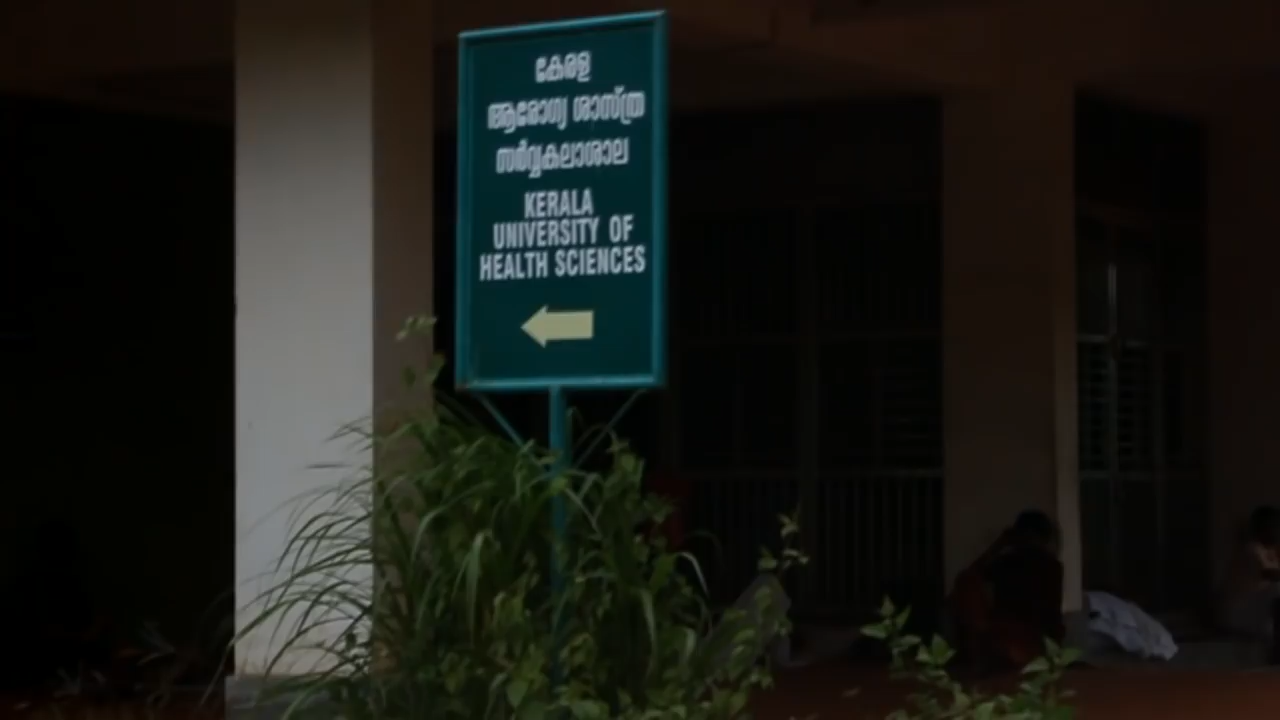 കേരള
ആരോഗ്യ ശാസ്ത്ര
സർവ്വകലാശാല
KERALA
UNIVERSITY OF
HEALTH SCIENCES